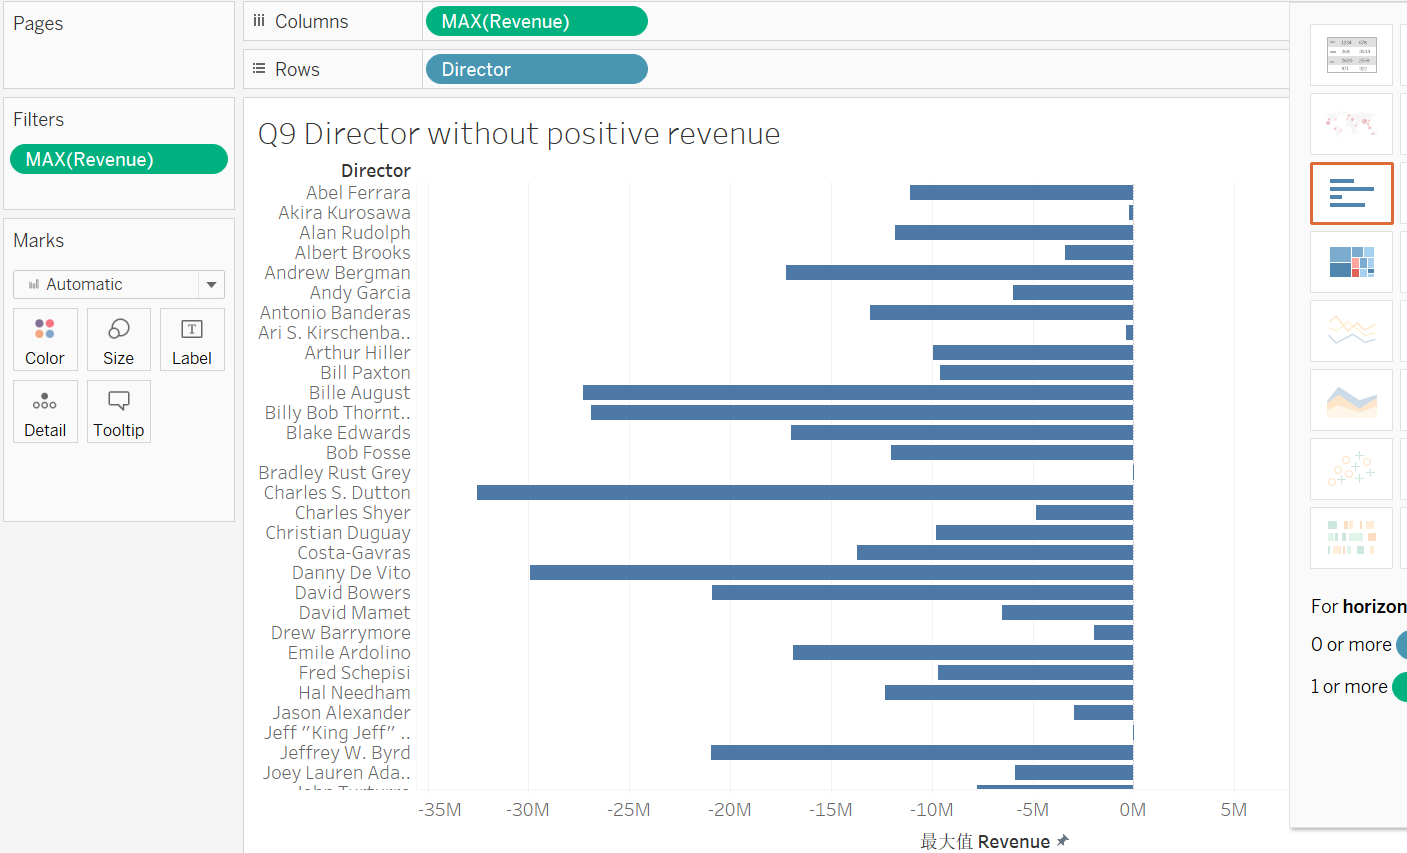 Pages
Columns
MAX(Revenue)
Rows
Director
Filters
MAX(Revenue)
Marks
Automatic
Color
Size
Label
Detail
Tooltip
Q9 Director without positive revenue
Director
Abel Ferrara
Akira Kurosawa
Alan Rudolph
Albert Brooks
Andrew Bergman
Andy Garcia
Antonio Banderas
Ari S. Kirschenba..
Arthur Hiller
Bill Paxton
Bille August
Billy Bob Thornt..
Blake Edwards
Bob Fosse
Bradley Rust Grey
Charles S. Dutton
Charles Shyer
Christian Duguay
Costa-Gavras
Danny De Vito
David Bowers
David Mamet
Drew Barrymore
Emile Ardolino
Fred Schepisi
Hal Needham
Jason Alexander
Jeff "King Jeff" ..
Jeffrey W. Byrd
Joey Lauren Ada..
-35M -30M -25M -20M -15M -10M -5M 0M 5M
最大值 Revenue
For horizon
0 or more
1 or more